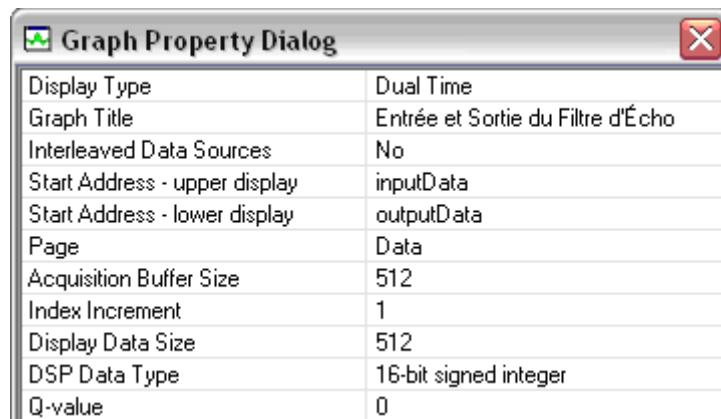 Graph Property Dialog
Display Type Dual Time
Graph Title Entrée et Sortie du Filtre d'Écho
Interleaved Data Sources No
Start Address - upper display inputData
Start Address - lower display outputData
Page Data
Acquisition Buffer Size 512
Index Increment 1
Display Data Size 512
DSP Data Type 16-bit signed integer
Q-value 0